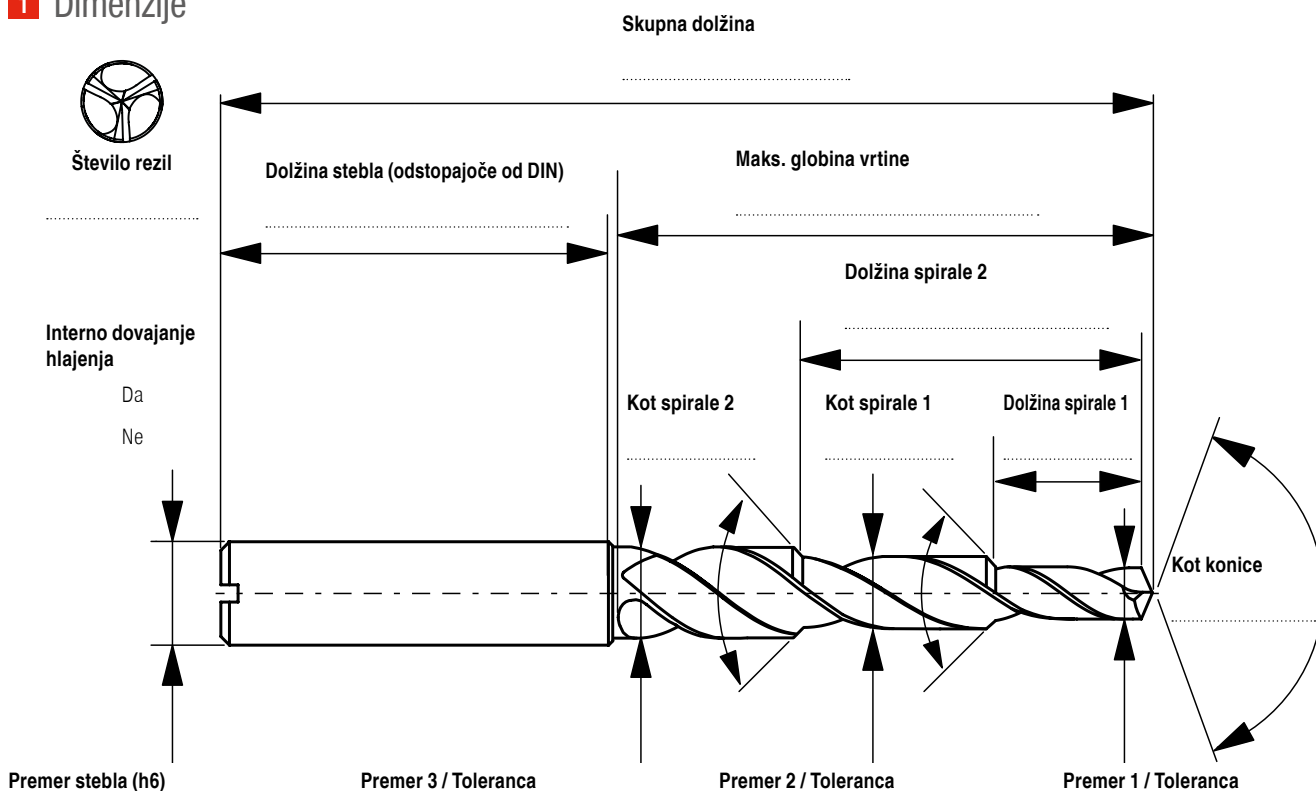 1 Dimenzije
Skupna dolžina
Število rezil
Dolžina stebla (odstopajoče od DIN)
Maks. globina vrtine
Dolžina spirale 2
Interno dovajanje
hlajenja
Da
Ne
Kot spirale 2
Kot spirale 1
Dolžina spirale 1
Kot konice
Premer stebla (h6)
Premer 3 / Toleranca
Premer 2 / Toleranca
Premer 1 / Toleranca